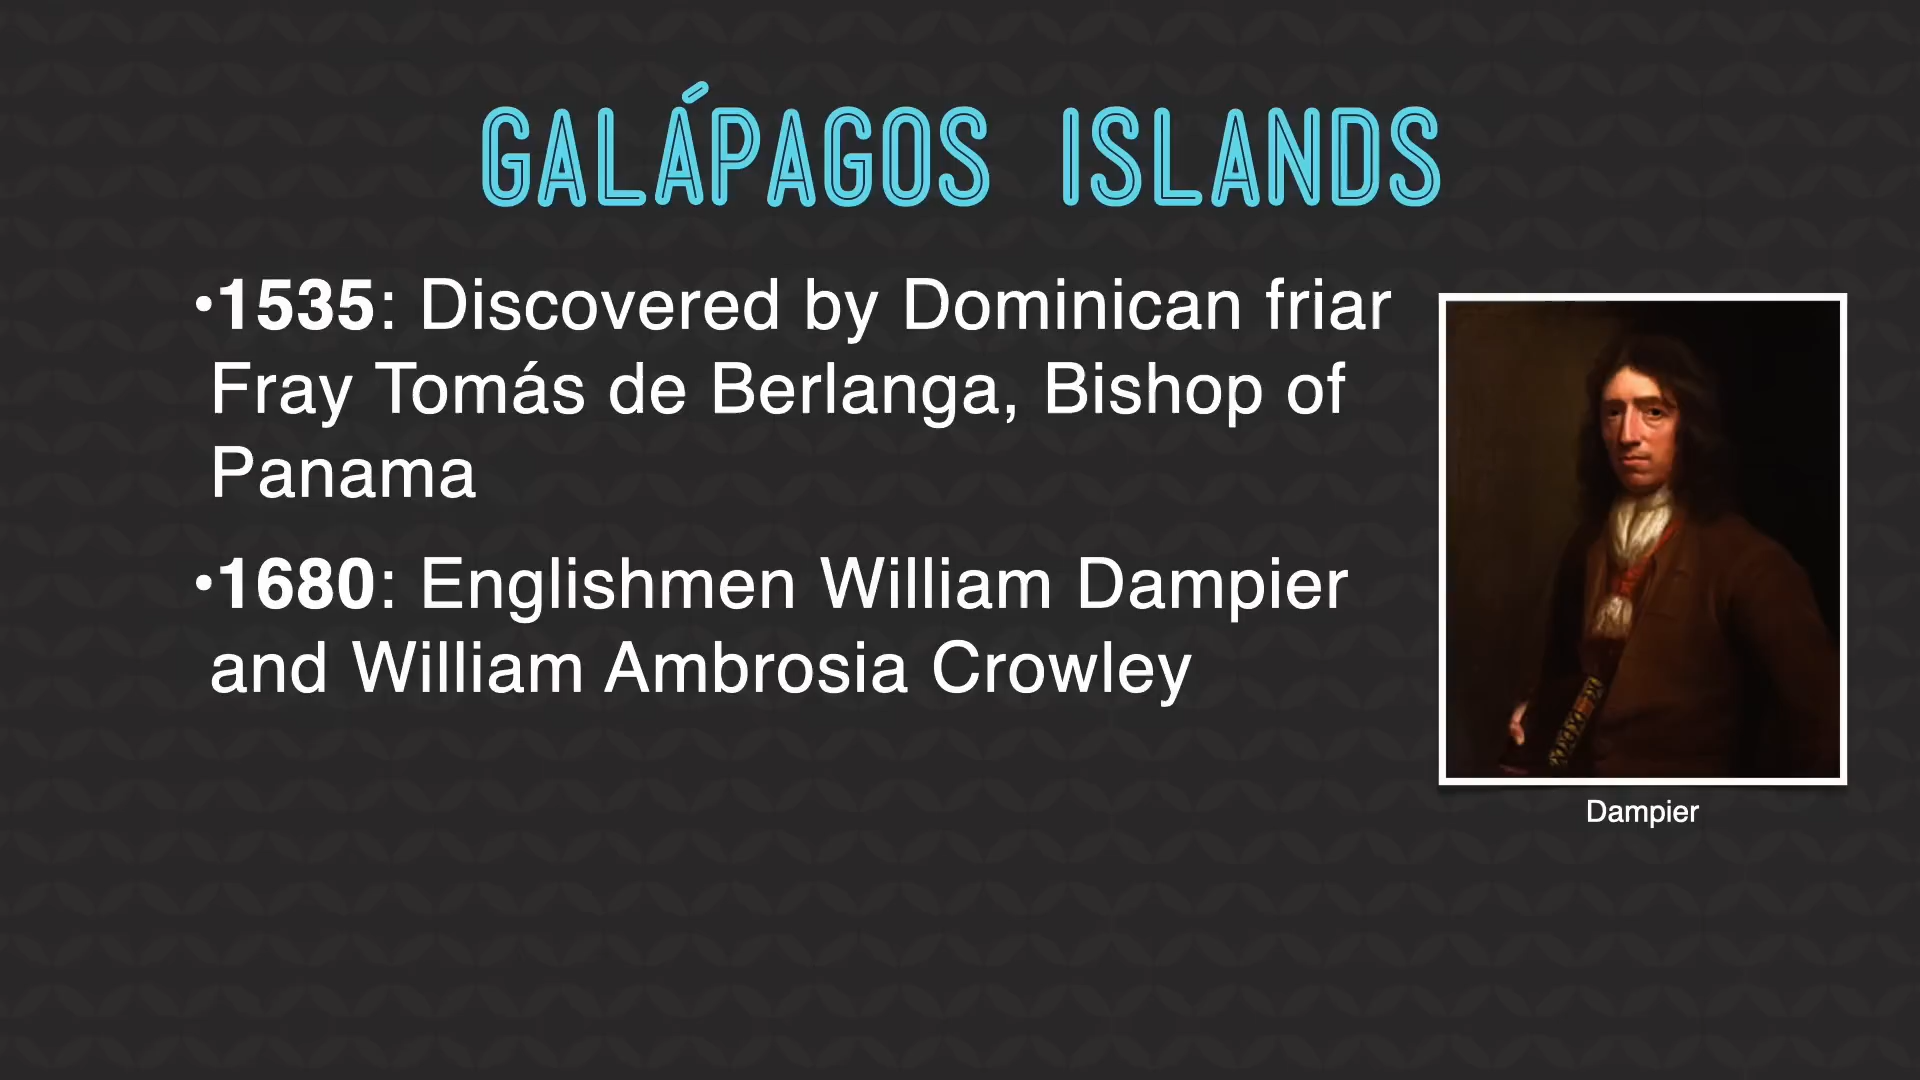 GALÁPAGOS ISLANDS
•1535: Discovered by Dominican friar
Fray Tomás de Berlanga, Bishop of
Panama
•1680: Englishmen William Dampier
and William Ambrosia Crowley
Dampier